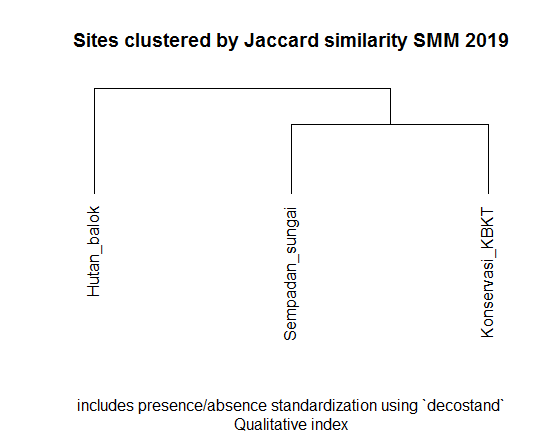 Sites clustered by Jaccard similarity SMM 2019
Hutan_balok
Sempadan_sungai
Konservasi_KBKT
includes presence/absence standardization using `decostand`
Qualitative index